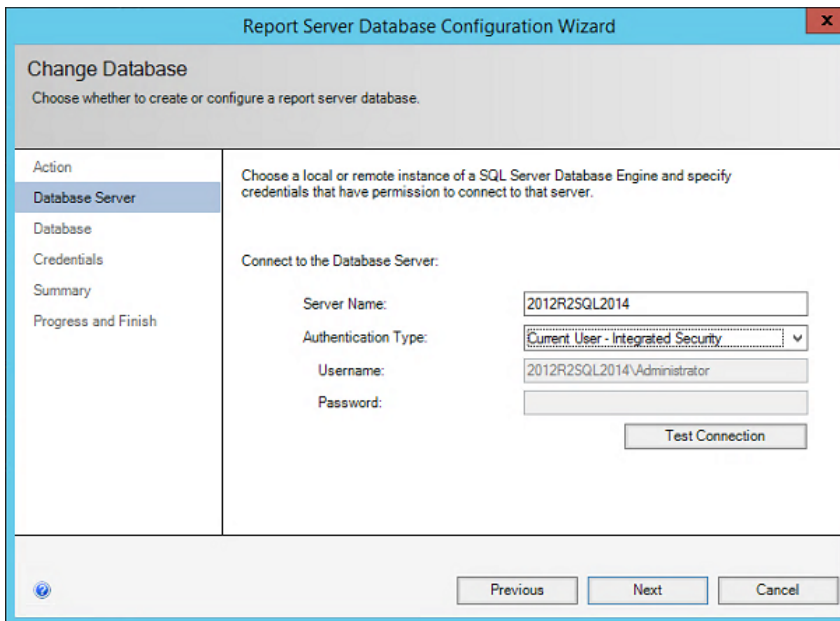 Report Server Database Configuration Wizard
x
Change Database
Choose whether to create or configure a report server database.
Action
Database Server
Database
Credentials
Summary
Progress and Finish
Choose a local or remote instance of a SQL Server Database Engine and specify
credentials that have permission to connect to that server.
Connect to the Database Server:
Server Name: 2012R2SQL2014
Authentication Type: Current User - Integrated Security
Username: 2012R2SQL2014\Administrator
Password:
Test Connection
? Previous Next Cancel